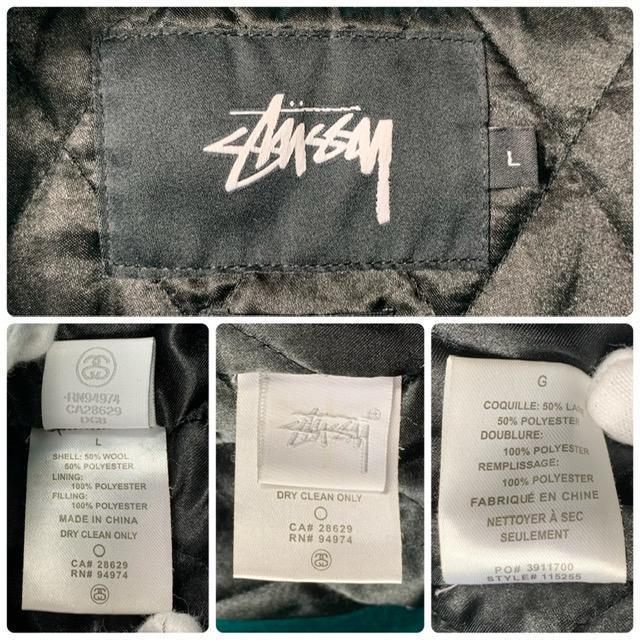 STÜSSY
L
RN94974
CA28629
DGB
L
SHELL: 50% WOOL
50% POLYESTER
LINING:
100% POLYESTER
FILLING:
100% POLYESTER
MADE IN CHINA
DRY CLEAN ONLY
CA# 28629
RN# 94974
STÜSSY
DRY CLEAN ONLY
CA# 28629
RN# 94974
G
COQUILLE: 50%
50% POLYESTER
DOUBLURE:
100% POLYESTER
REMPLISSAGE:
100% POLYESTER
FABRIQUÉ EN CHINE
NETTOYER À SEC
SEULEMENT
PO# 3911700
STYLE# 115255